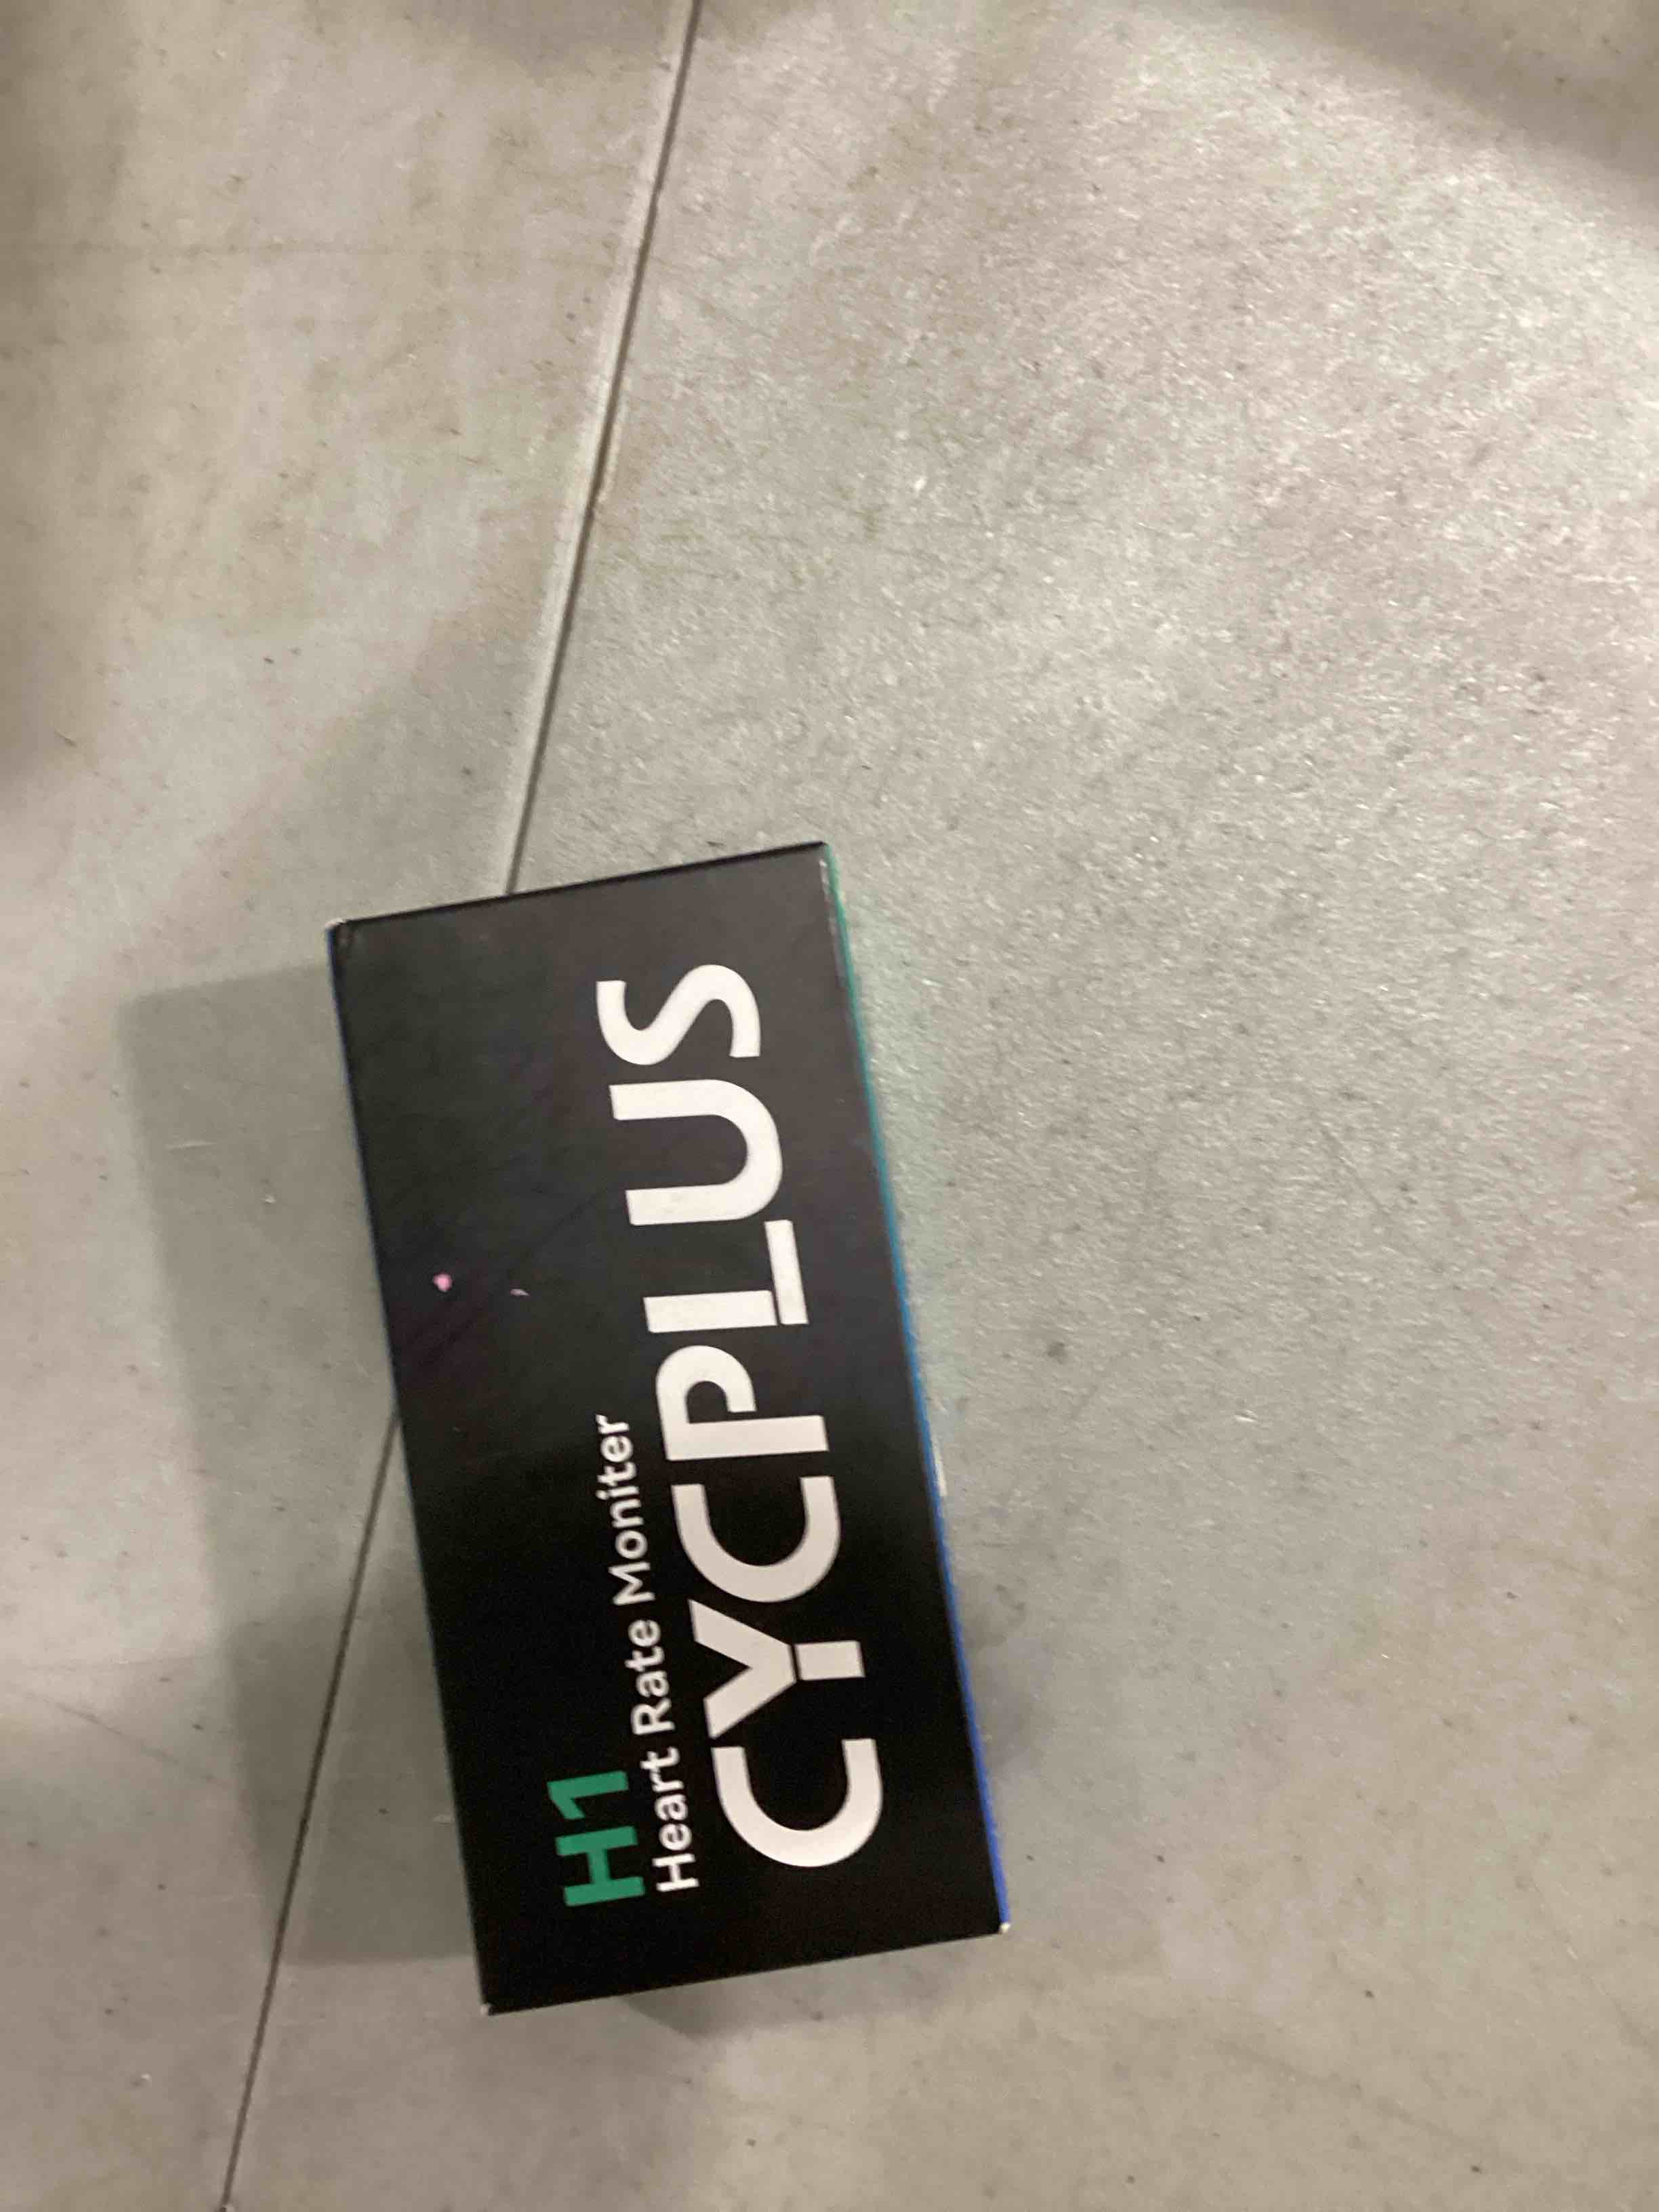 H1
Heart Rate Moniter
CYCPLUS